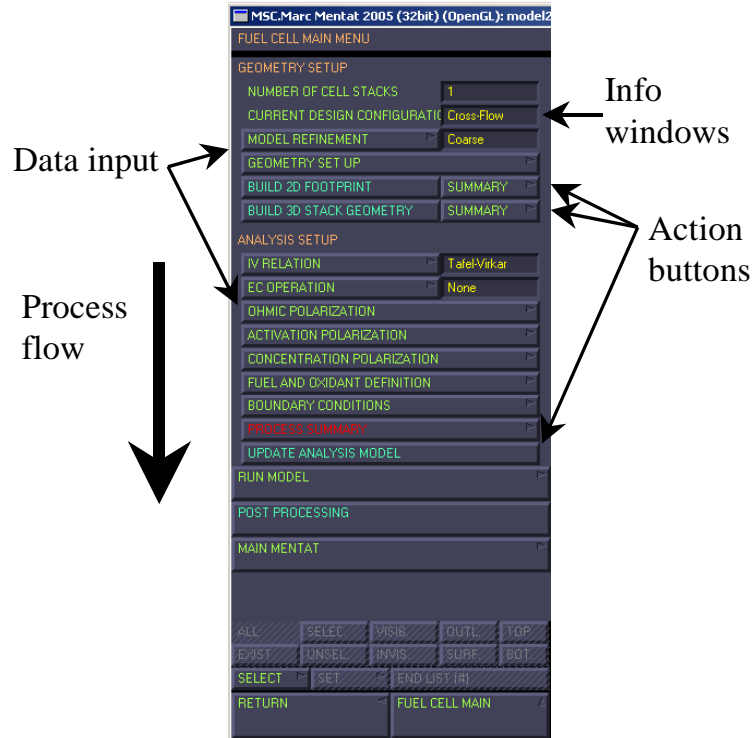 MSC.Marc Mentat 2005 (32bit) (OpenGL): model2
FUEL CELL MAIN MENU
GEOMETRY SETUP
NUMBER OF CELL STACKS 1
CURRENT DESIGN CONFIGURATIO Cross-Flow
MODEL REFINEMENT Coarse
GEOMETRY SET UP
BUILD 2D FOOTPRINT SUMMARY
BUILD 3D STACK GEOMETRY SUMMARY
ANALYSIS SETUP
IV RELATION Tafel-Virkar
EC OPERATION None
OHMIC POLARIZATION
ACTIVATION POLARIZATION
CONCENTRATION POLARIZATION
FUEL AND OXIDANT DEFINITION
BOUNDARY CONDITIONS
PROCESS SUMMARY
UPDATE ANALYSIS MODEL
RUN MODEL
POST PROCESSING
MAIN MENTAT
ALL SELEC. VISIB. OUTL. TOP
EXIST UNSEL. INVIS. SURF. BOT.
SELECT SET END LIST (#)
RETURN FUEL CELL MAIN
Data input
Process
flow
Info
windows
Action
buttons